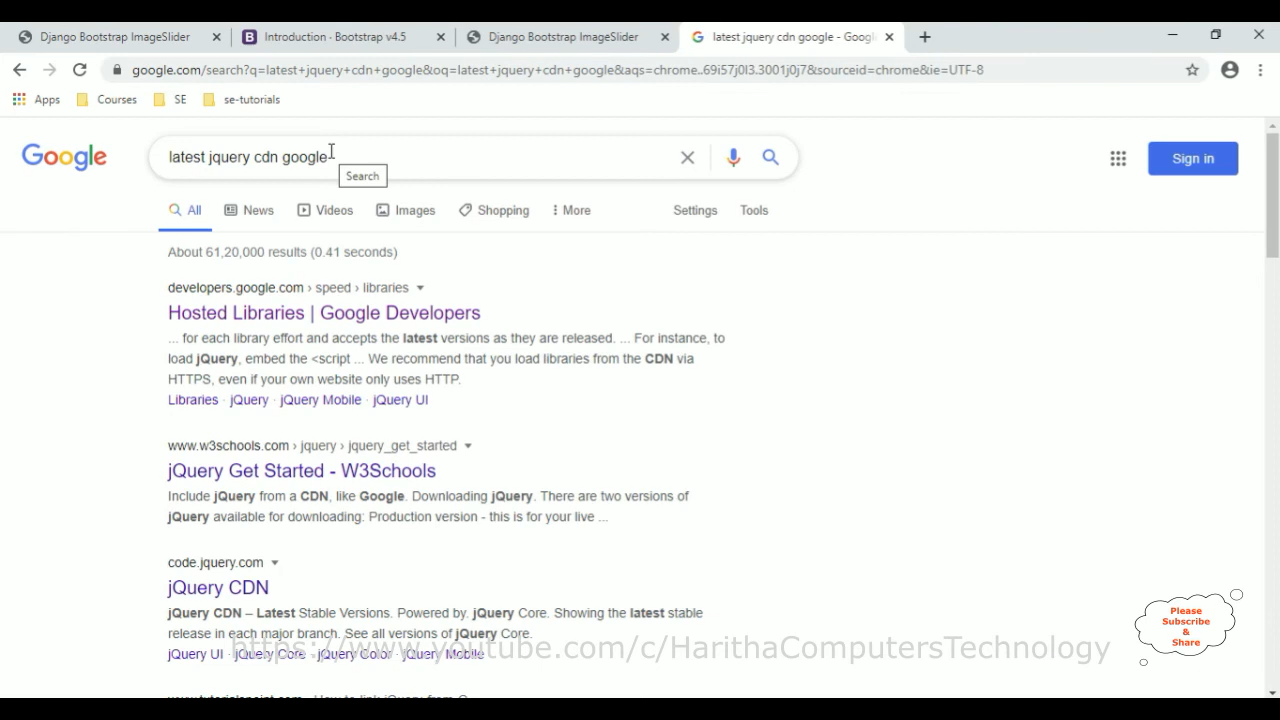 Django Bootstrap ImageSlider
Introduction · Bootstrap v4.5
Django Bootstrap ImageSlider
latest jquery cdn google - Googl
google.com/search?q=latest+jquery+cdn+google&oq=latest+jquery+cdn+google&aqs=chrome..69i57j0l3.3001j0j7&sourceid=chrome&ie=UTF-8
Apps
Courses
SE
se-tutorials
Google
latest jquery cdn google
Search
Sign in
All
News
Videos
Images
Shopping
More
Settings
Tools
About 61,20,000 results (0.41 seconds)
developers.google.com › speed › libraries
Hosted Libraries | Google Developers
... for each library effort and accepts the latest versions as they are released. ... For instance, to
load jQuery, embed the <script ... We recommend that you load libraries from the CDN via
HTTPS, even if your own website only uses HTTP.
Libraries · jQuery · jQuery Mobile · jQuery UI
www.w3schools.com › jquery › jquery_get_started
jQuery Get Started - W3Schools
Include jQuery from a CDN, like Google. Downloading jQuery. There are two versions of
jQuery available for downloading: Production version - this is for your live ...
code.jquery.com
jQuery CDN
jQuery CDN – Latest Stable Versions. Powered by. jQuery Core. Showing the latest stable
release in each major branch. See all versions of jQuery Core.
jQuery UI · jQuery Core · jQuery Color · jQuery Mobile
https://www.youtube.com/c/HarithaComputersTechnology
Please
Subscribe
&
Share